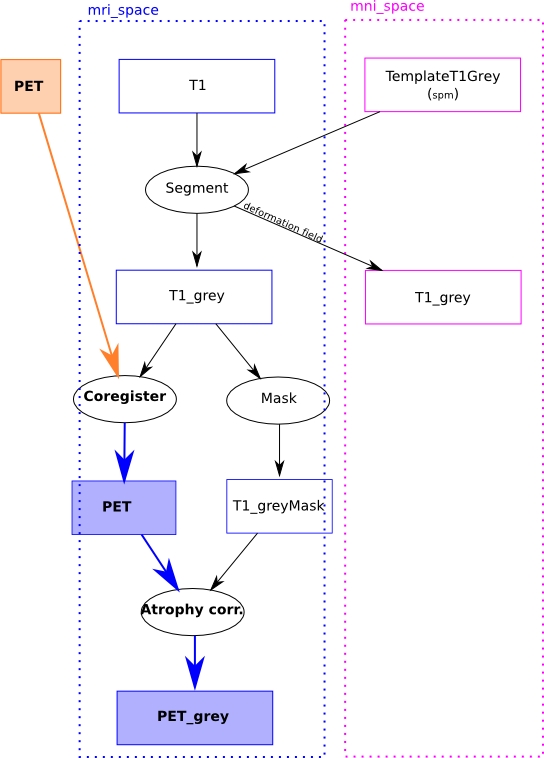 mri_space
mni_space
PET
T1
TemplateT1Grey
(spm)
Segment
deformation field
T1_grey
T1_grey
Coregister
Mask
PET
T1_greyMask
Atrophy corr.
PET_grey